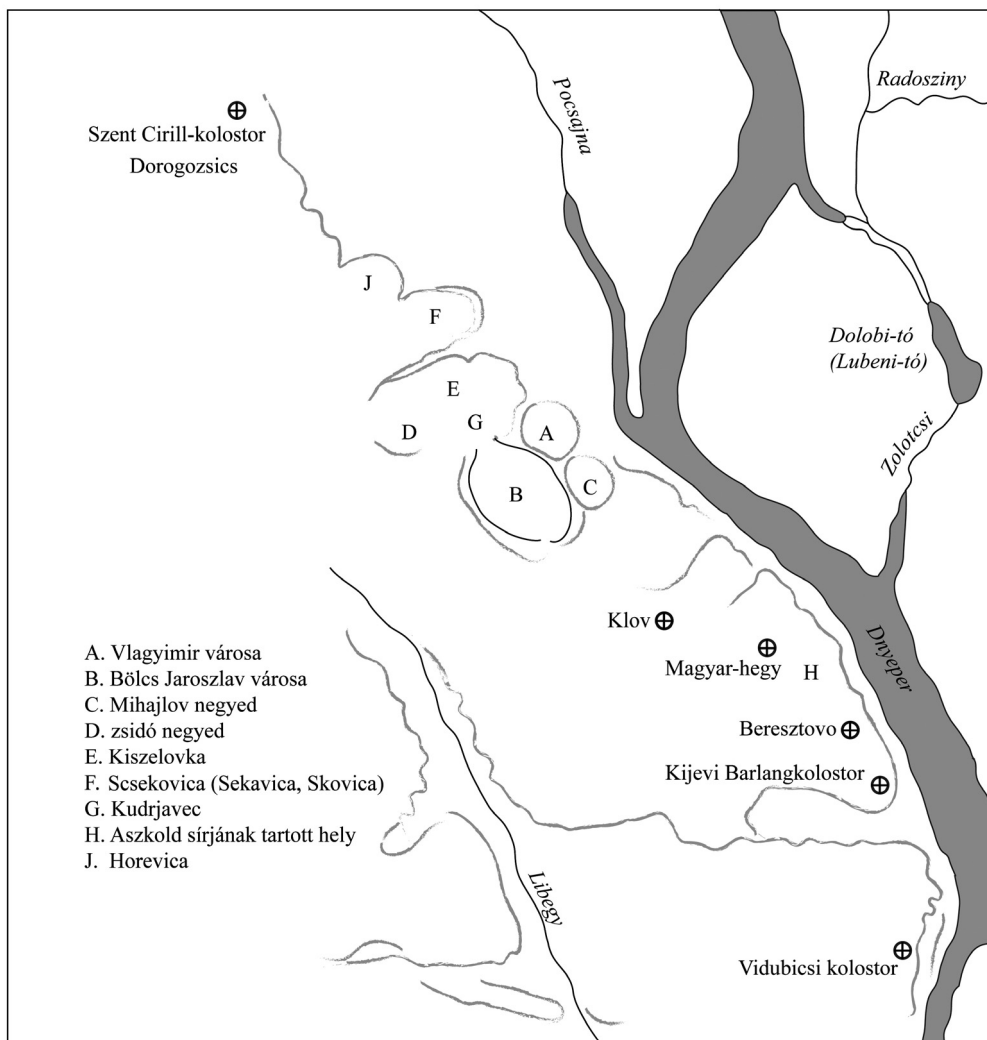 Radosziny
Pocsajna
Szent Cirill-kolostor
Dorogozsics
J
F
Dolobi-tó
(Lubeni-tó)
E
Zolotcsi
G
D
A
C
B
Klov
Dnyeper
Magyar-hegy
H
Beresztovo
Kijevi Barlangkolostor
A. Vlagyimir városa
B. Bölcs Jaroszlav városa
C. Mihajlov negyed
D. zsidó negyed
E. Kiszelovka
F. Scsekovica (Sekavica, Skovica)
G. Kudrjavec
H. Aszkold sírjának tartott hely
J. Horevica
Libegy
Vidubicsi kolostor